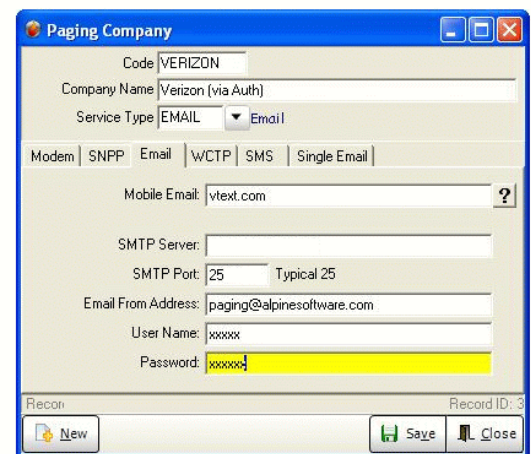 Paging Company
Code VERIZON
Company Name Verizon (via Auth)
Service Type EMAIL Email
Modem SNPP Email WCTP SMS Single Email
Mobile Email: vtext.com ?
SMTP Server:
SMTP Port: 25 Typical 25
Email From Address: paging@alpinesoftware.com
User Name: xxxxx
Password: xxxxxx
Recor Record ID: 3
New Save Close